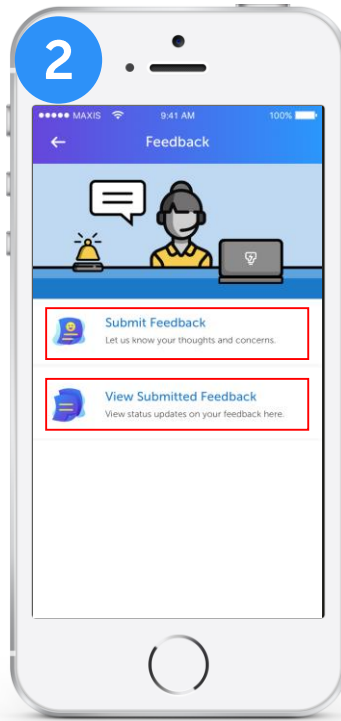 2
MAXIS 9:41 AM 100%
Feedback
Submit Feedback
Let us know your thoughts and concerns.
View Submitted Feedback
View status updates on your feedback here.